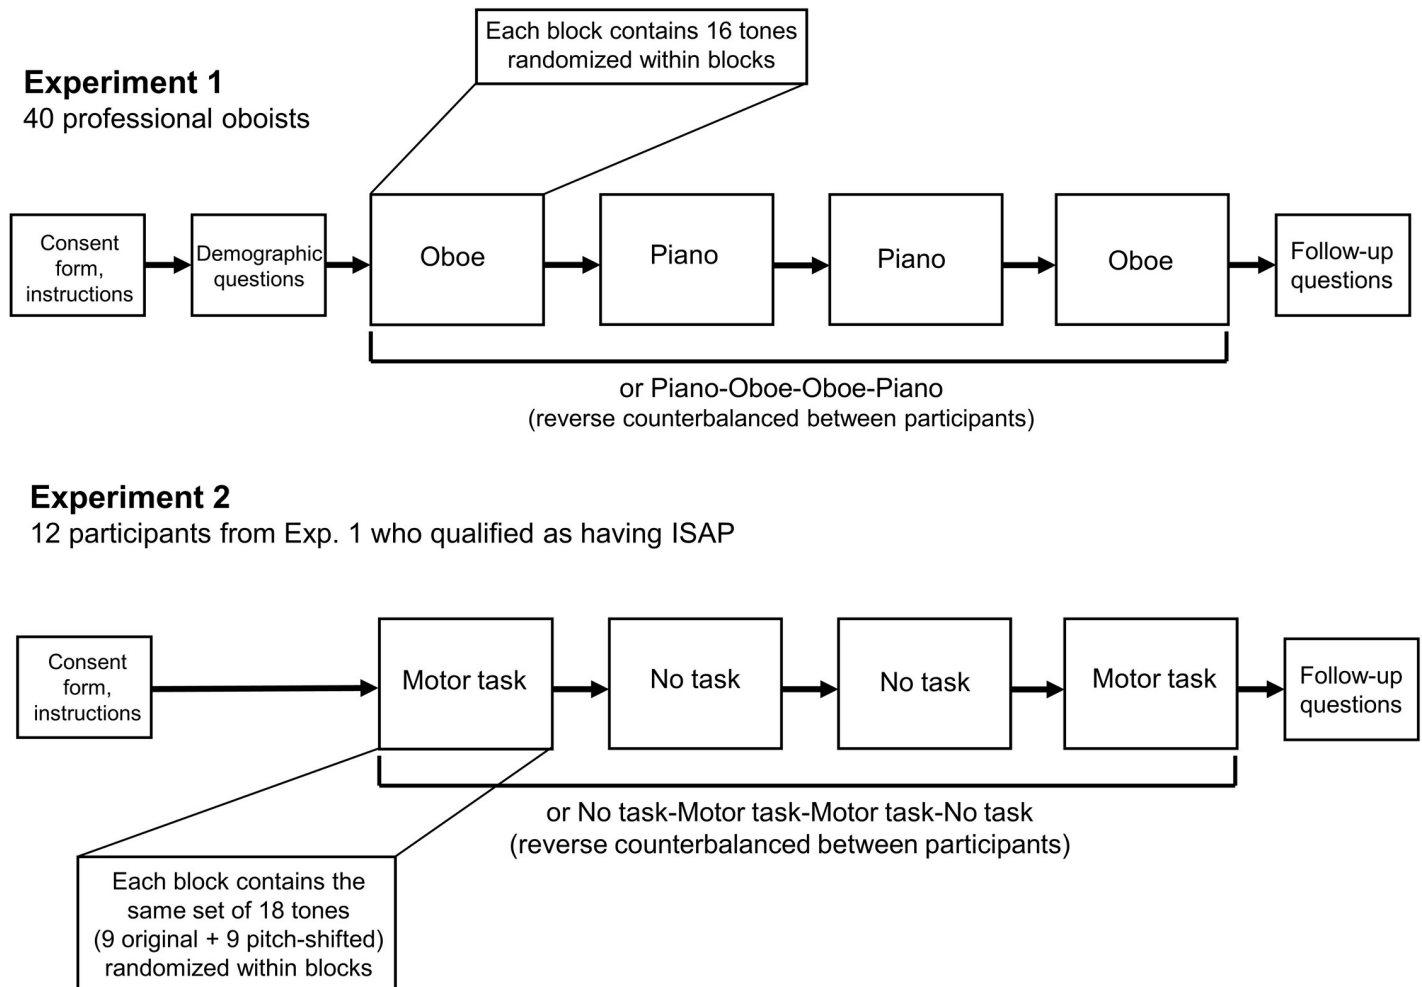 Each block contains 16 tones
randomized within blocks
Experiment 1
40 professional oboists
Consent
form,
instructions
Demographic
questions
Oboe
Piano
Piano
Oboe
Follow-up
questions
or Piano-Oboe-Oboe-Piano
(reverse counterbalanced between participants)
Experiment 2
12 participants from Exp. 1 who qualified as having ISAP
Consent
form,
instructions
Motor task
No task
No task
Motor task
Follow-up
questions
or No task-Motor task-Motor task-No task
(reverse counterbalanced between participants)
Each block contains the
same set of 18 tones
(9 original + 9 pitch-shifted)
randomized within blocks